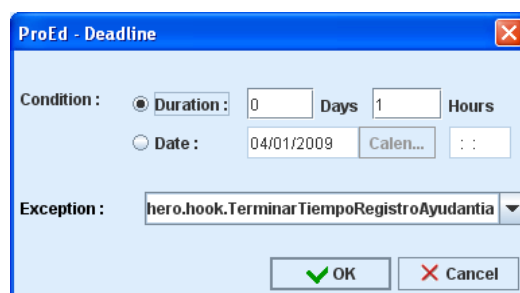 ProEd - Deadline
Condition : Duration : 0 Days 1 Hours
Date : 04/01/2009 Calen... : :
Exception : hero.hook.TerminarTiempoRegistroAyudantia
OK Cancel